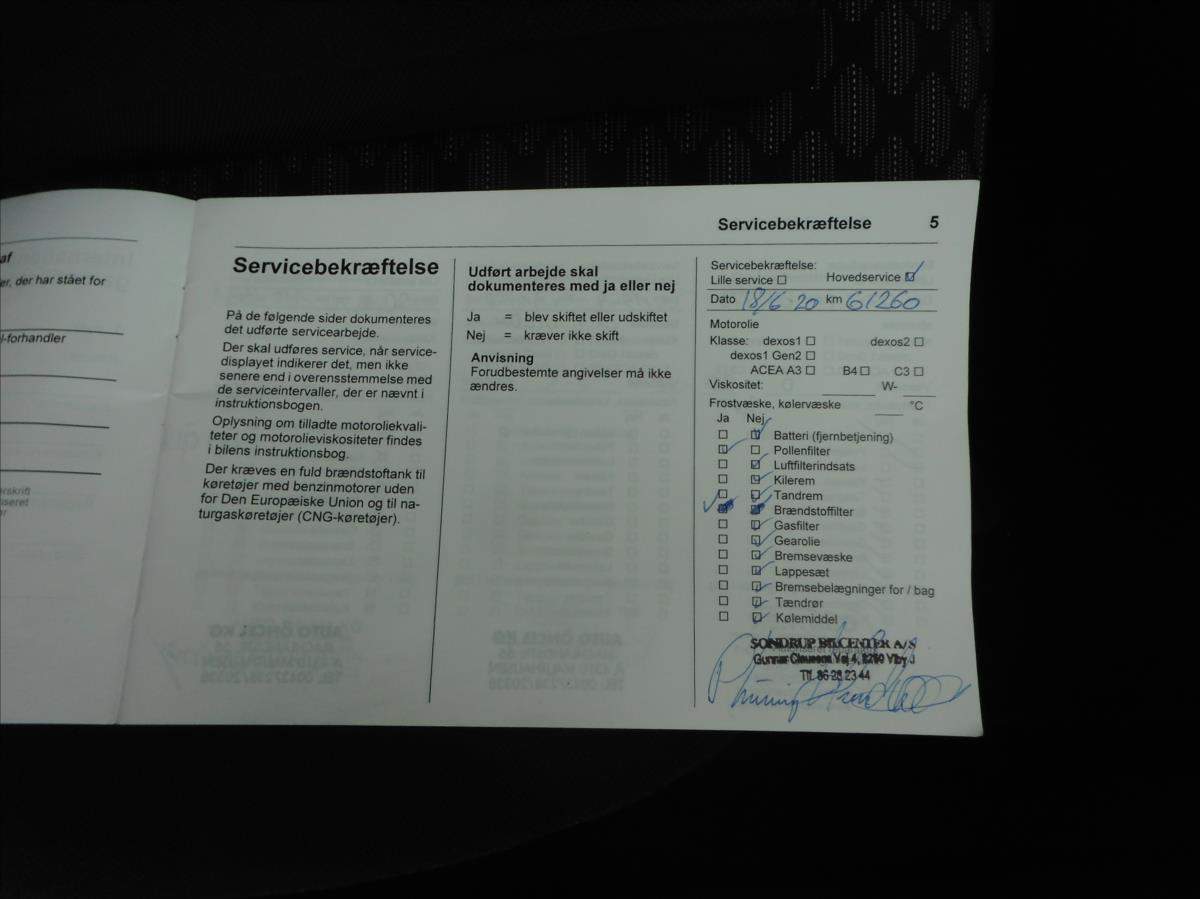 af
er, der har stået for
l-forhandler
Servicebekræftelse 5
Servicebekræftelse
På de følgende sider dokumenteres
det udførte servicearbejde.
Der skal udføres service, når service-
displayet indikerer det, men ikke
senere end i overensstemmelse med
de serviceintervaller, der er nævnt i
instruktionsbogen.
Oplysning om tilladte motoroliekvali-
teter og motorolieviskositeter findes
i bilens instruktionsbog.
Der kræves en fuld brændstoftank til
køretøjer med benzinmotorer uden
for Den Europæiske Union og til na-
turgaskøretøjer (CNG-køretøjer).
Udført arbejde skal
dokumenteres med ja eller nej
Ja = blev skiftet eller udskiftet
Nej = kræver ikke skift
Anvisning
Forudbestemte angivelser må ikke
ændres.
Servicebekræftelse:
Lille service ☐ Hovedservice ☑
Dato 18/6 20 km 61260
Motorolie
Klasse: dexos1 ☐ dexos2 ☐
dexos1 Gen2 ☐
ACEA A3 ☐ B4 ☐ C3 ☐
Viskositet: W-
Frostvæske, kølervæske °C
Ja Nej
Batteri (fjernbetjening)
Pollenfilter
Luftfilterindsats
Kilerem
Tandrem
Brændstoffilter
Gasfilter
Gearolie
Bremsevæske
Lappesæt
Bremsebelægninger for / bag
Tændrør
Kølemiddel
SONDRUP BILCENTER A/S
Gunnar Clausens Vej 4, 8260 Viby J
Tlf. 86 28 23 44